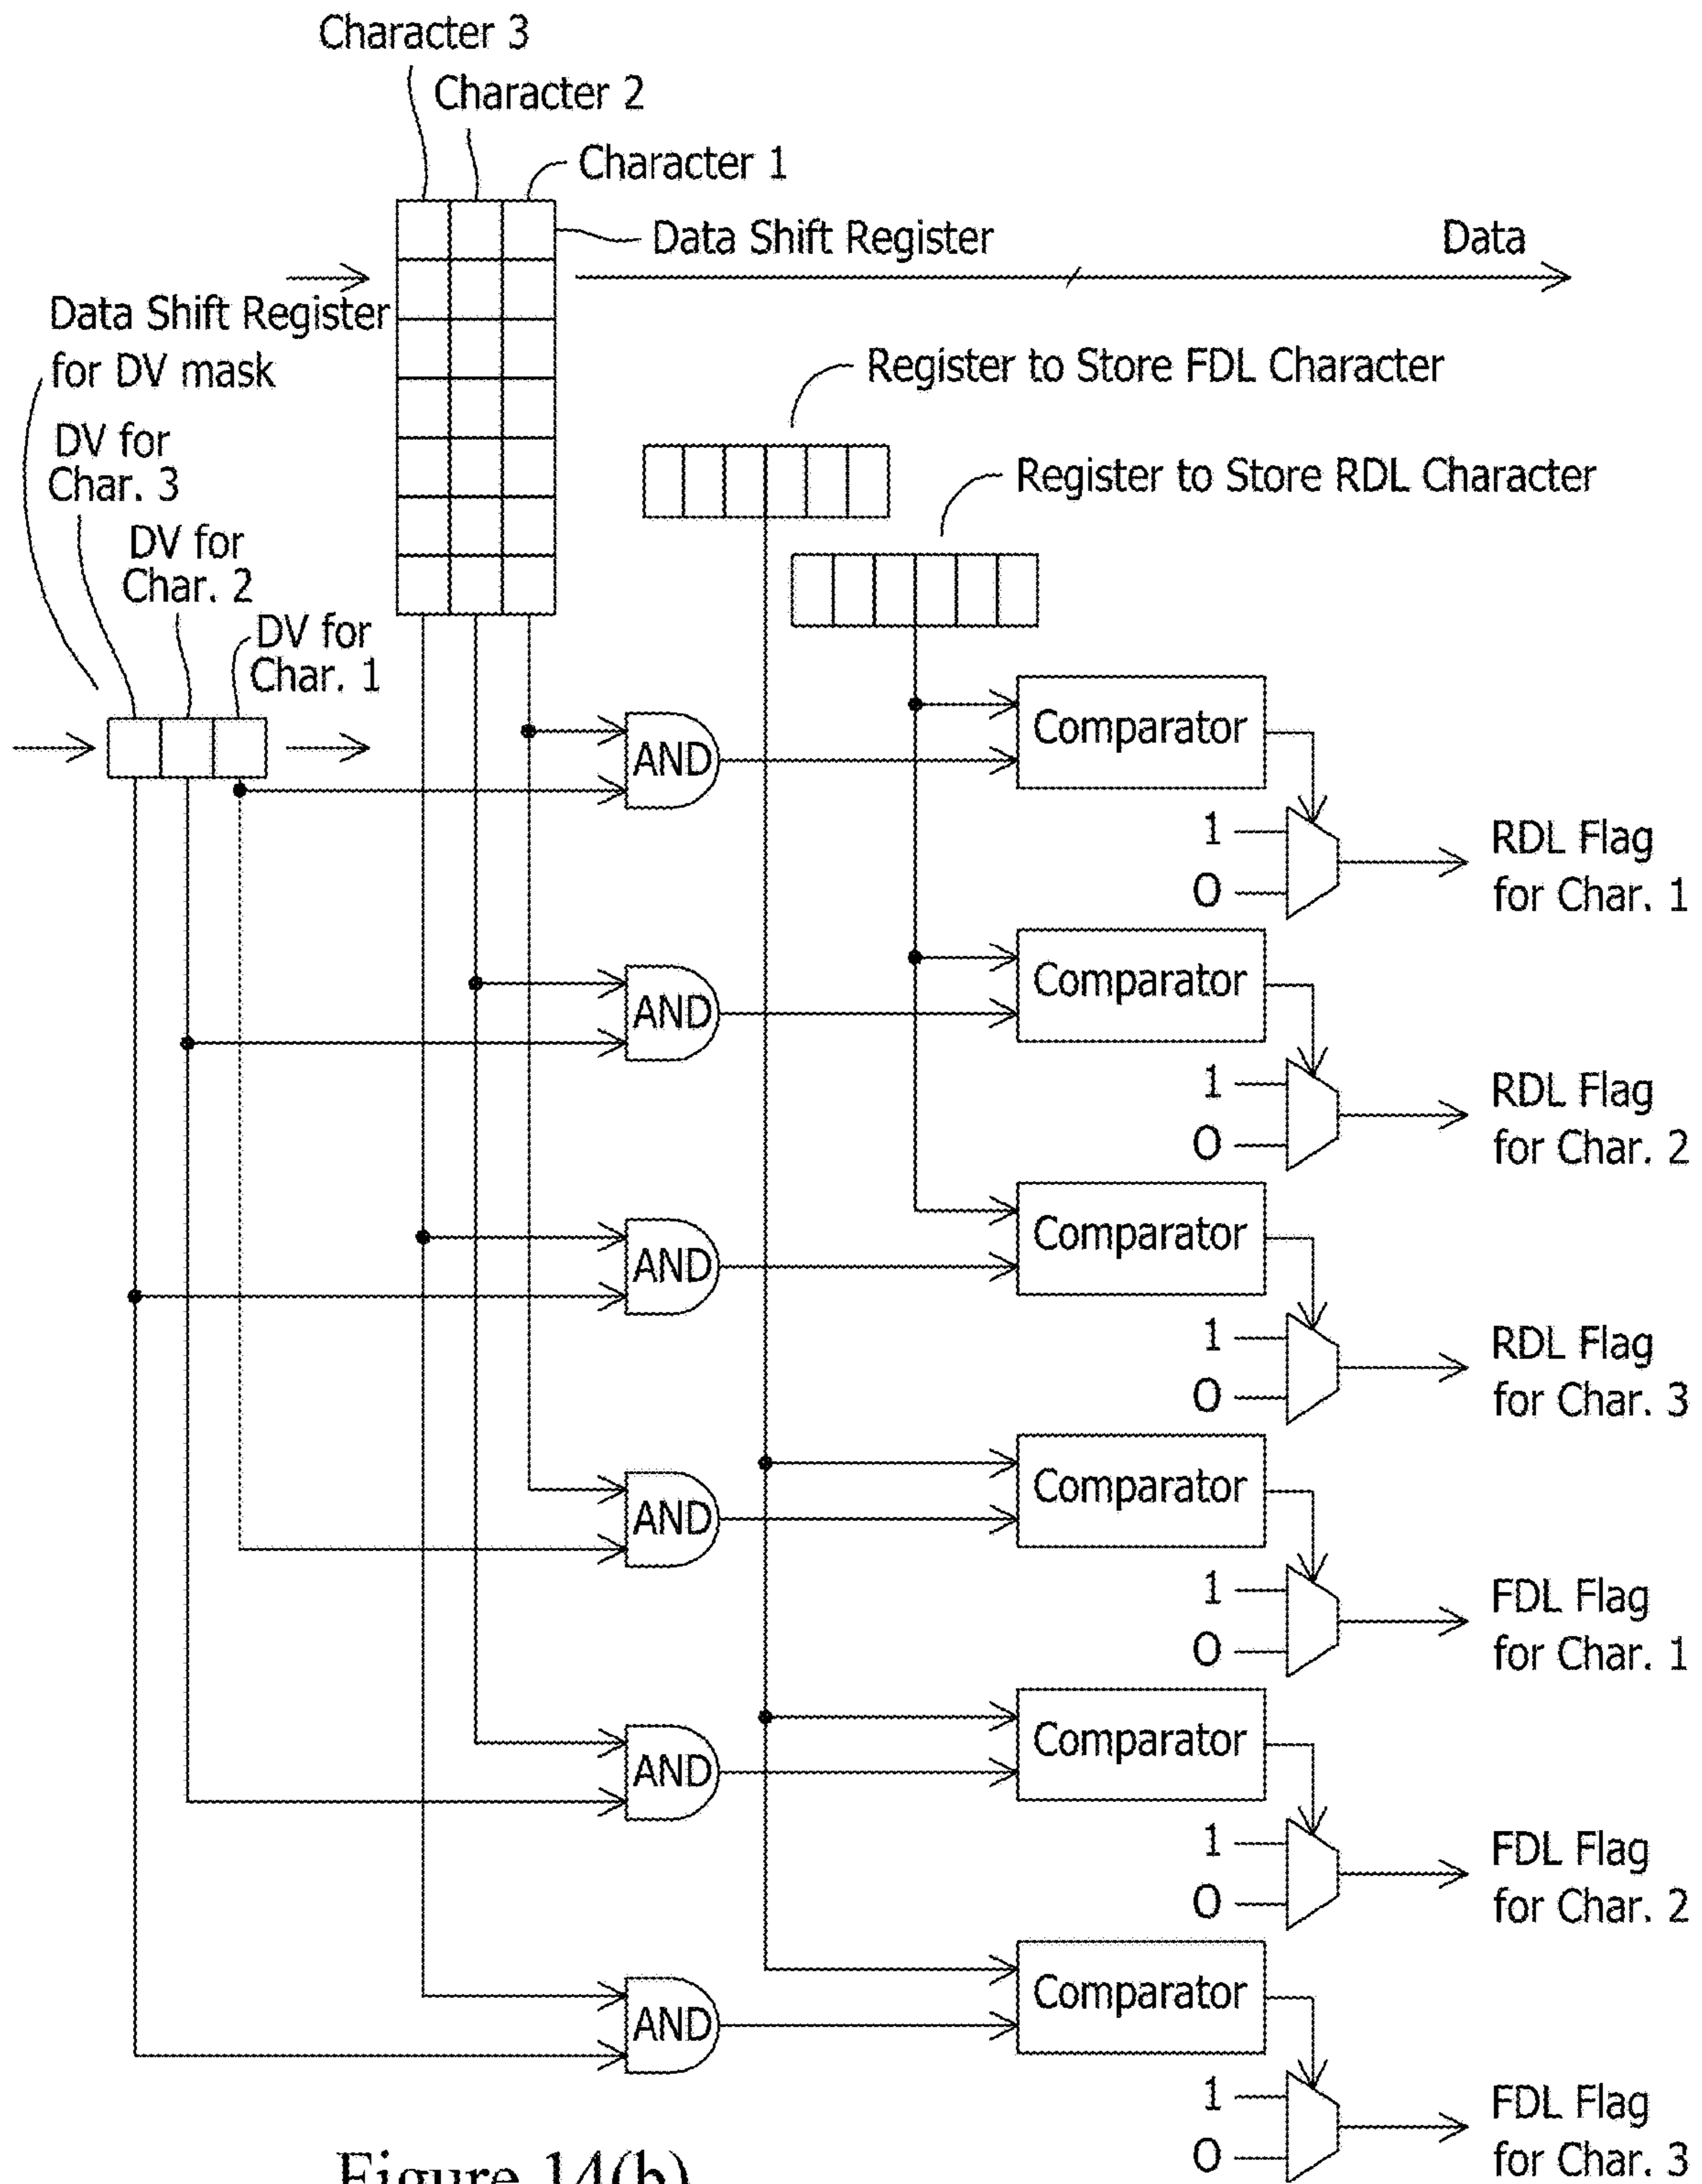 Character 3
Character 2
Character 1
Data Shift Register
Data
Data Shift Register
for DV mask
Register to Store FDL Character
DV for
Char. 3
Register to Store RDL Character
DV for
Char. 2
DV for
Char. 1
AND
Comparator
1
0
RDL Flag
for Char. 1
AND
Comparator
1
0
RDL Flag
for Char. 2
AND
Comparator
1
0
RDL Flag
for Char. 3
AND
Comparator
1
0
FDL Flag
for Char. 1
AND
Comparator
1
0
FDL Flag
for Char. 2
AND
Comparator
1
0
FDL Flag
for Char. 3
Figure 14(b)